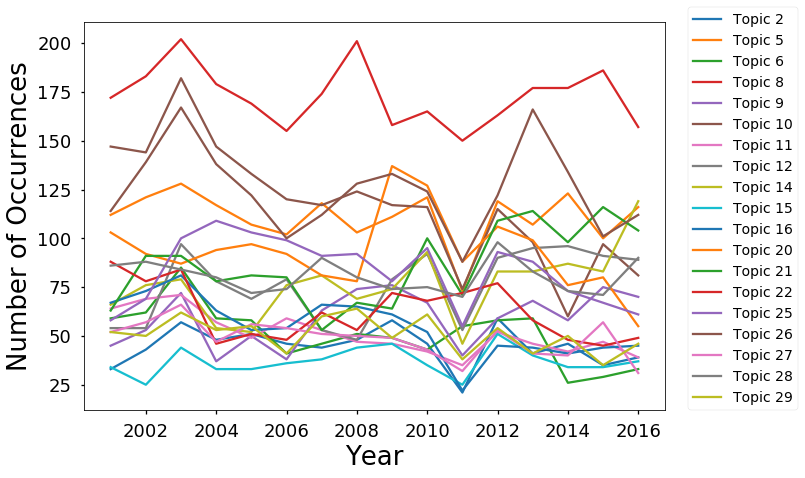 200
175
150
125
100
75
50
25
Number of Occurrences
2002
2004
2006
2008
2010
2012
2014
2016
Year
Topic 2
Topic 5
Topic 6
Topic 8
Topic 9
Topic 10
Topic 11
Topic 12
Topic 14
Topic 15
Topic 16
Topic 20
Topic 21
Topic 22
Topic 25
Topic 26
Topic 27
Topic 28
Topic 29